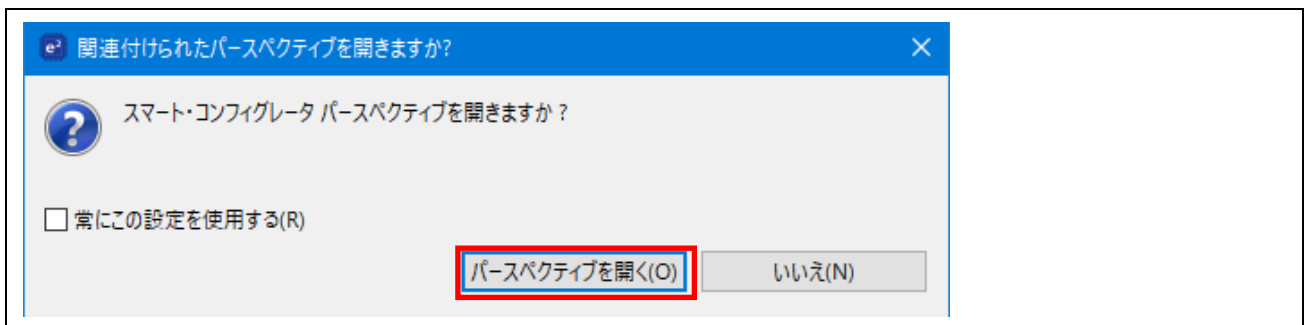 e² 関連付けられたパースペクティブを開きますか?
スマート・コンフィグレータ パースペクティブを開きますか？
常にこの設定を使用する(R)
パースペクティブを開く(O) いいえ(N)